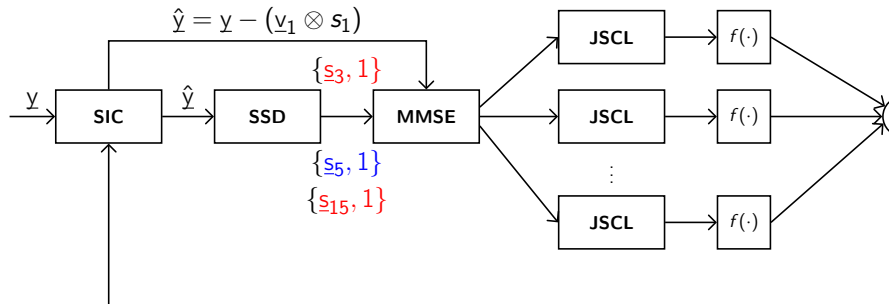 ŷ = y − (v₁ ⊗ s₁)
{s₃, 1}
y
SIC
ŷ
SSD
MMSE
{s₅, 1}
{s₁₅, 1}
JSCL
f(·)
JSCL
f(·)
⋮
JSCL
f(·)